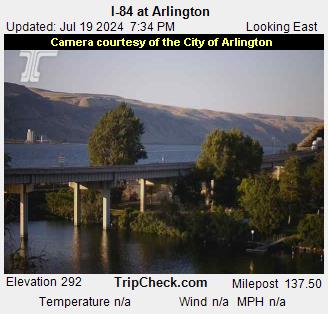 I-84 at Arlington
Updated: Jul 19 2024 7:34 PM Looking East
Camera courtesy of the City of Arlington
Elevation 292 TripCheck.com Milepost 137.50
Temperature n/a Wind n/a MPH n/a